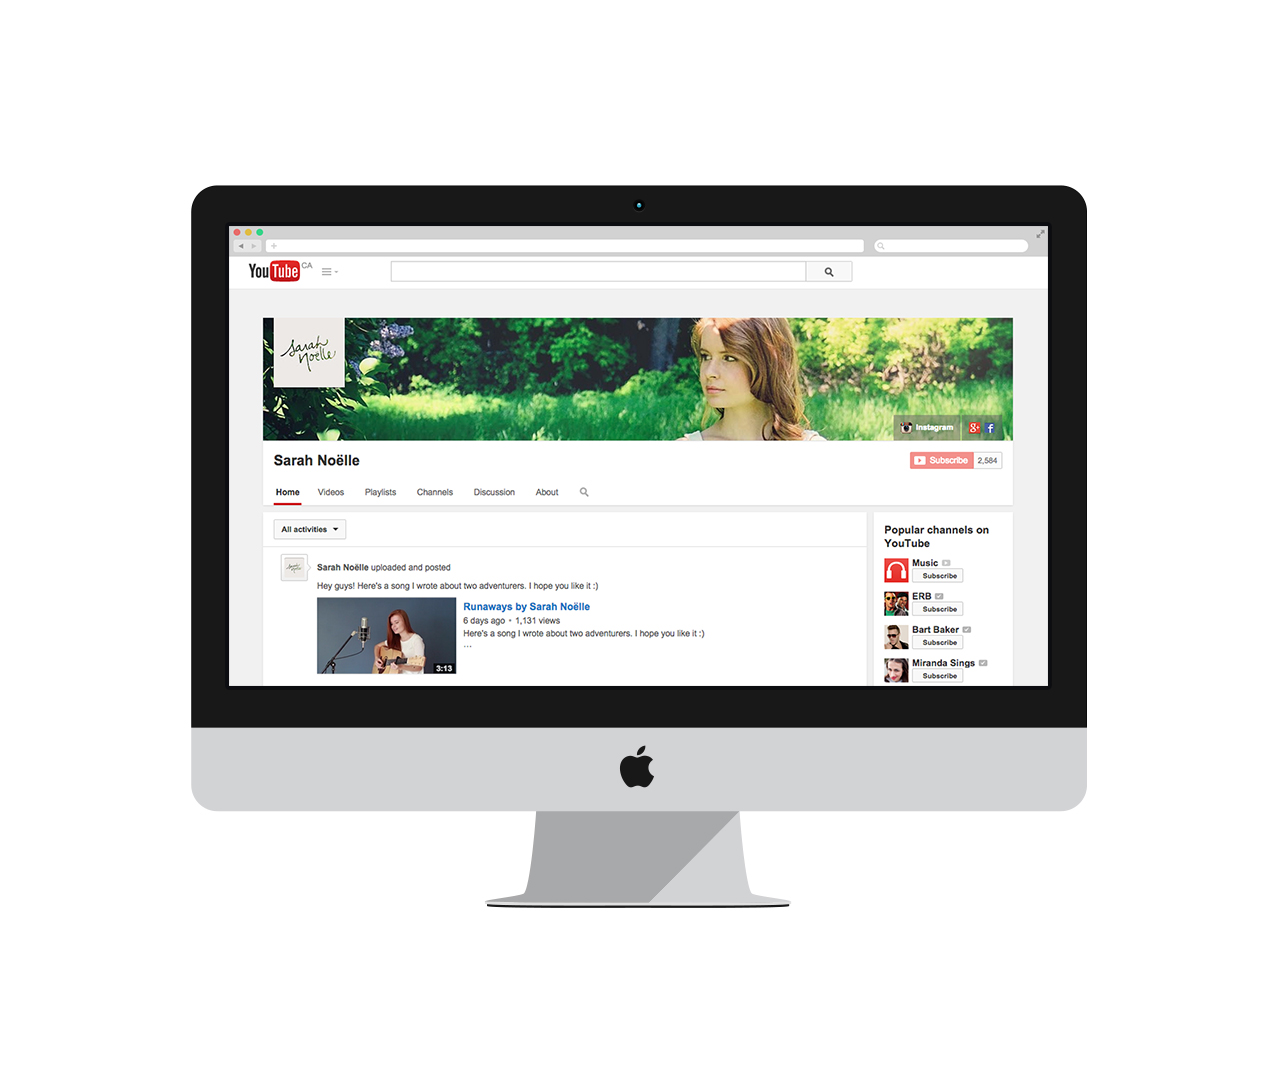 YouTube CA
Sarah
Noëlle
Instagram
Sarah Noëlle
Subscribe 2,584
Home Videos Playlists Channels Discussion About
All activities
Sarah Noëlle uploaded and posted
Hey guys! Here's a song I wrote about two adventurers. I hope you like it :)
Runaways by Sarah Noëlle
6 days ago • 1,131 views
Here's a song I wrote about two adventurers. I hope you like it :)
...
3:13
Popular channels on
YouTube
Music
Subscribe
ERB
Subscribe
Bart Baker
Subscribe
Miranda Sings
Subscribe